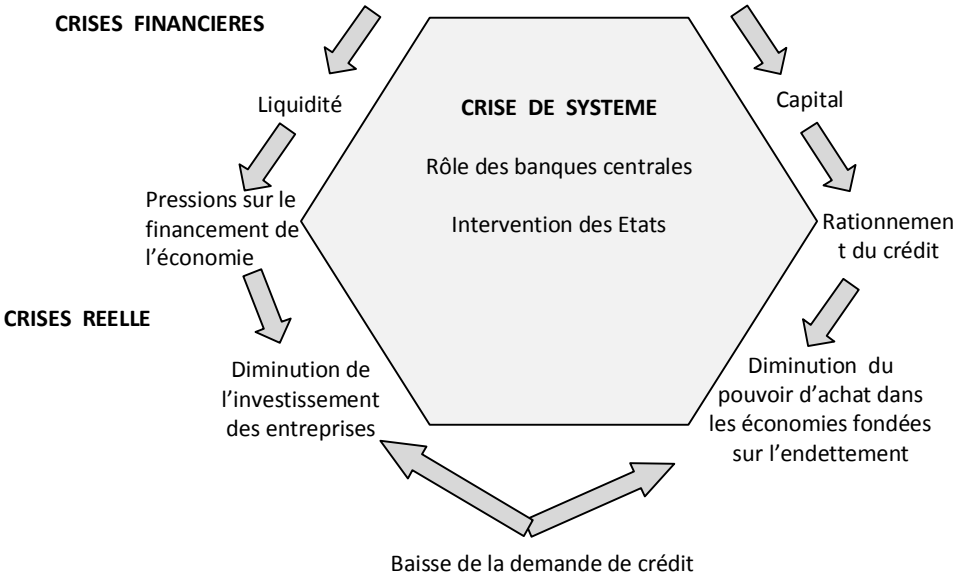 CRISES FINANCIERES
Liquidité
CRISE DE SYSTEME
Capital
Rôle des banques centrales
Pressions sur le
financement de
l'économie
Intervention des Etats
Rationnemen
t du crédit
CRISES REELLE
Diminution de
l'investissement
des entreprises
Diminution du
pouvoir d'achat dans
les économies fondées
sur l'endettement
Baisse de la demande de crédit